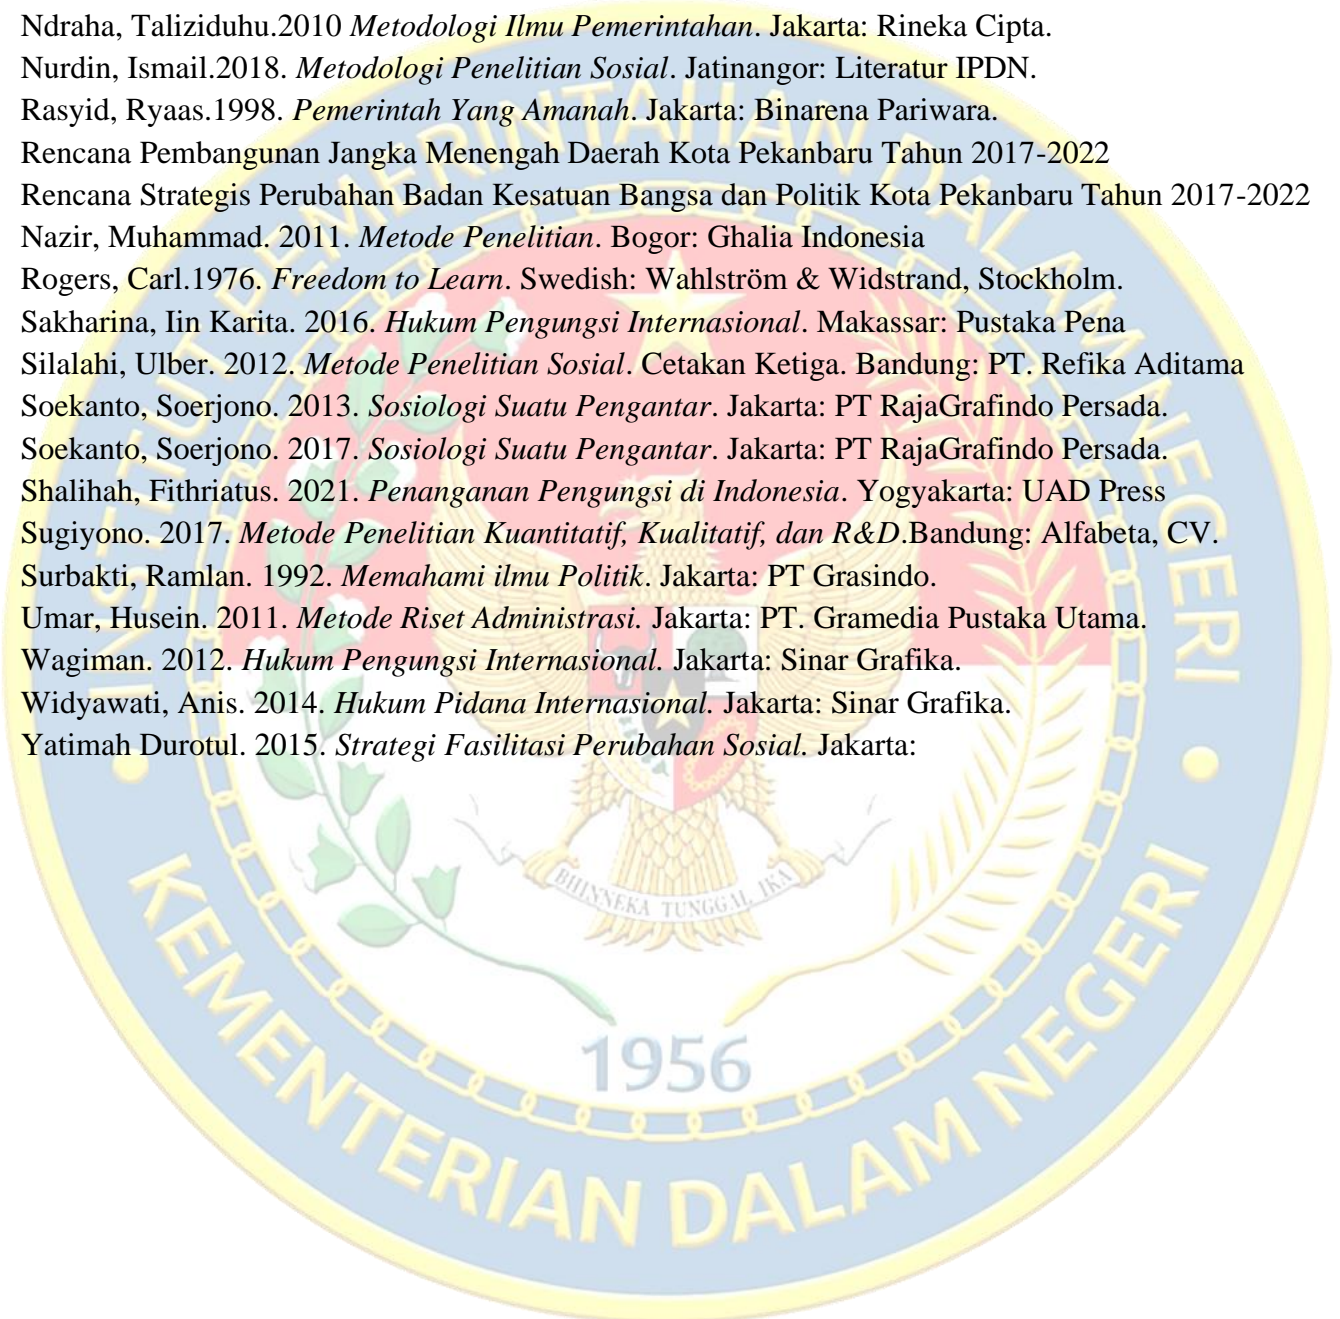 Ndraha, Taliziduhu.2010 Metodologi Ilmu Pemerintahan. Jakarta: Rineka Cipta.
Nurdin, Ismail.2018. Metodologi Penelitian Sosial. Jatinangor: Literatur IPDN.
Rasyid, Ryaas.1998. Pemerintah Yang Amanah. Jakarta: Binarena Pariwara.
Rencana Pembangunan Jangka Menengah Daerah Kota Pekanbaru Tahun 2017-2022
Rencana Strategis Perubahan Badan Kesatuan Bangsa dan Politik Kota Pekanbaru Tahun 2017-2022
Nazir, Muhammad. 2011. Metode Penelitian. Bogor: Ghalia Indonesia
Rogers, Carl.1976. Freedom to Learn. Swedish: Wahlström & Widstrand, Stockholm.
Sakharina, Iin Karita. 2016. Hukum Pengungsi Internasional. Makassar: Pustaka Pena
Silalahi, Ulber. 2012. Metode Penelitian Sosial. Cetakan Ketiga. Bandung: PT. Refika Aditama
Soekanto, Soerjono. 2013. Sosiologi Suatu Pengantar. Jakarta: PT RajaGrafindo Persada.
Soekanto, Soerjono. 2017. Sosiologi Suatu Pengantar. Jakarta: PT RajaGrafindo Persada.
Shalihah, Fithriatus. 2021. Penanganan Pengungsi di Indonesia. Yogyakarta: UAD Press
Sugiyono. 2017. Metode Penelitian Kuantitatif, Kualitatif, dan R&D.Bandung: Alfabeta, CV.
Surbakti, Ramlan. 1992. Memahami ilmu Politik. Jakarta: PT Grasindo.
Umar, Husein. 2011. Metode Riset Administrasi. Jakarta: PT. Gramedia Pustaka Utama.
Wagiman. 2012. Hukum Pengungsi Internasional. Jakarta: Sinar Grafika.
Widyawati, Anis. 2014. Hukum Pidana Internasional. Jakarta: Sinar Grafika.
Yatimah Durotul. 2015. Strategi Fasilitasi Perubahan Sosial. Jakarta:
INSTITUT PEMERINTAHAN DALAM NEGERI
BHINNEKA TUNGGAL IKA
1956
KEMENTERIAN DALAM NEGERI